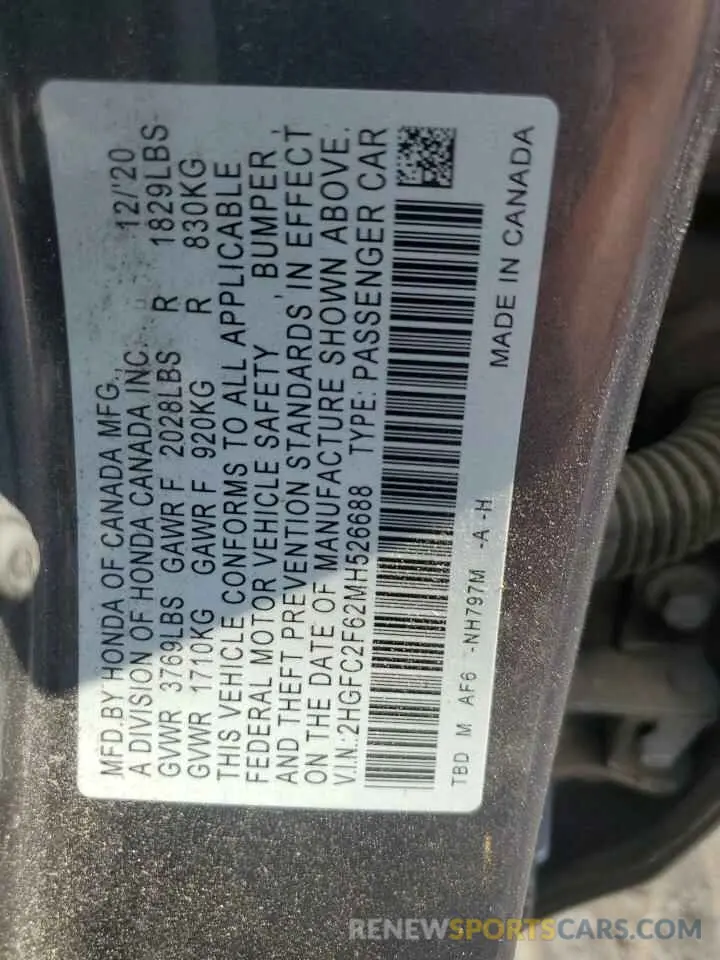 MFD.BY HONDA OF CANADA MFG., 12/'20
A DIVISION OF HONDA CANADA INC.
GVWR 3769LBS GAWR F 2028LBS R 1829LBS
GVWR 1710KG GAWR F 920KG R 830KG
THIS VEHICLE CONFORMS TO ALL APPLICABLE
FEDERAL MOTOR VEHICLE SAFETY , BUMPER ,
AND THEFT PREVENTION STANDARDS IN EFFECT
ON THE DATE OF MANUFACTURE SHOWN ABOVE.
V.I.N.:2HGFC2F62MH526688 TYPE: PASSENGER CAR
TBD M AF6 -NH797M -A-H
MADE IN CANADA
RENEWSPORTSCARS.COM